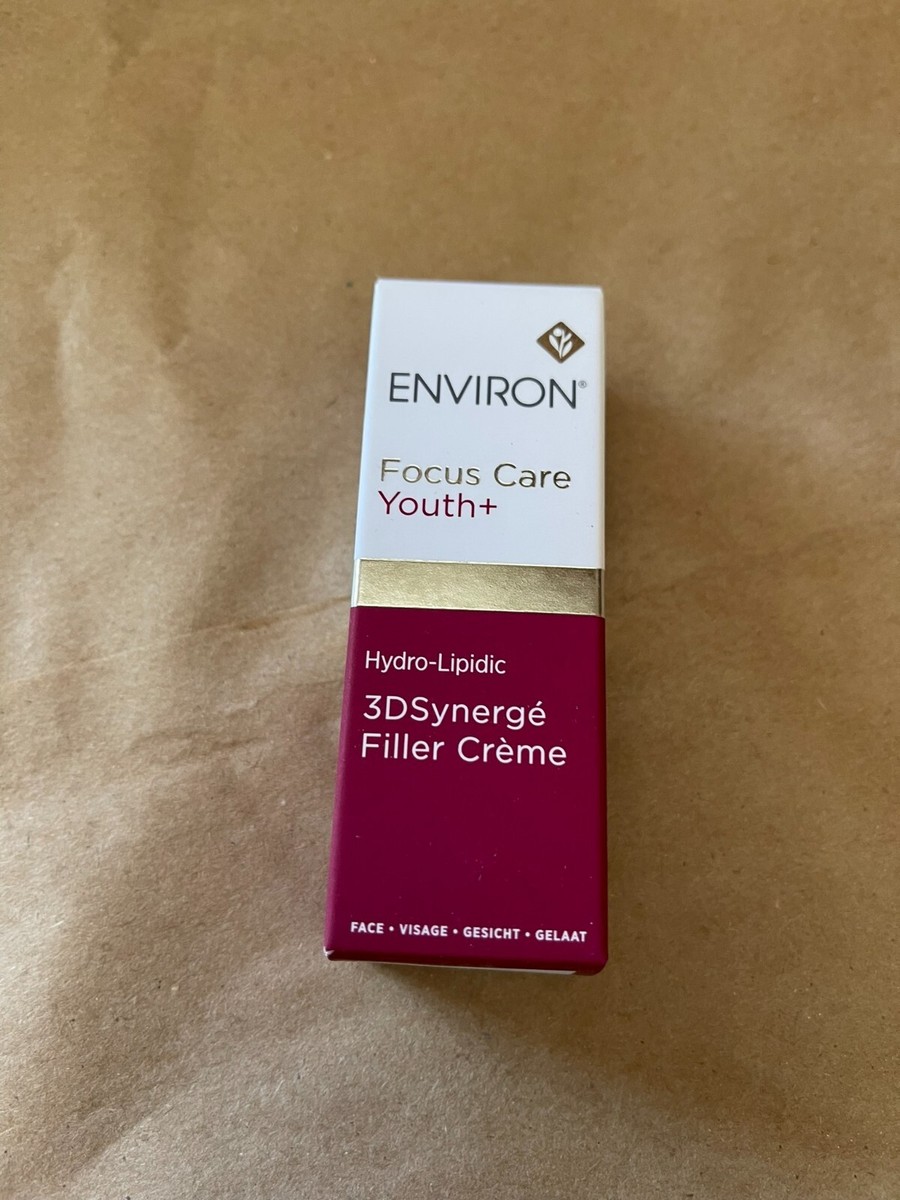 ENVIRON®
Focus Care
Youth+
Hydro-Lipidic
3DSynergé
Filler Crème
FACE • VISAGE • GESICHT • GELAAT